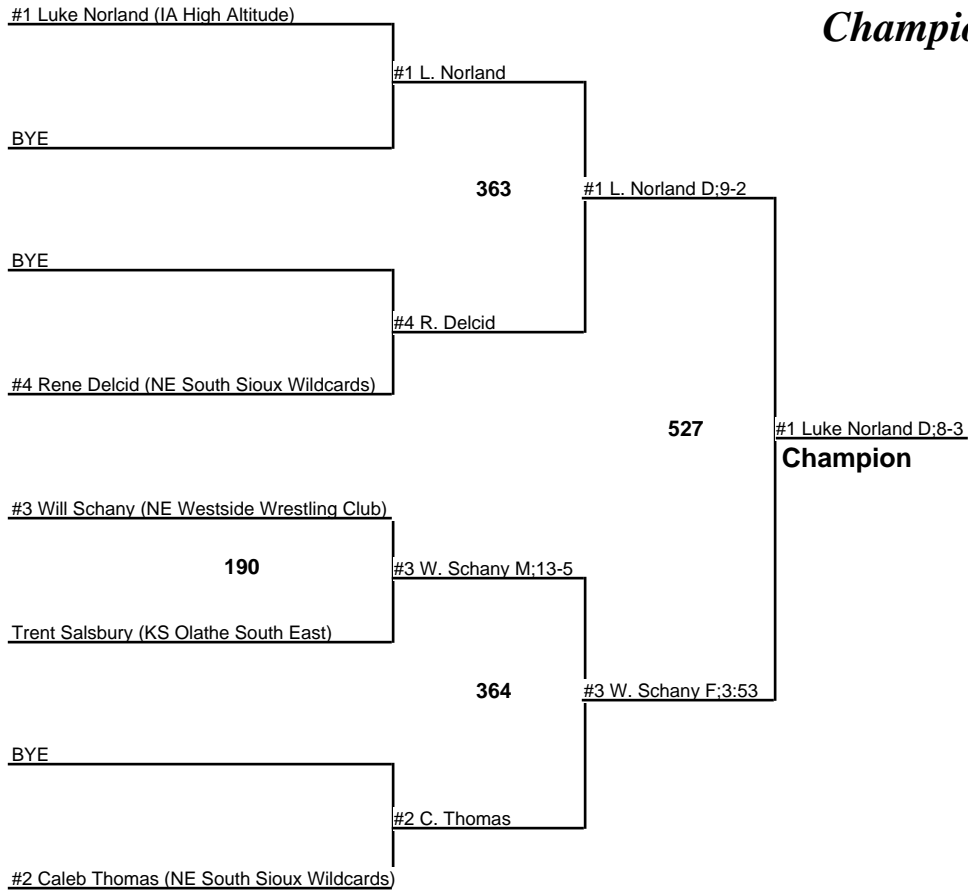 #1 Luke Norland (IA High Altitude)
Champio
#1 L. Norland
BYE
363
#1 L. Norland D;9-2
BYE
#4 R. Delcid
#4 Rene Delcid (NE South Sioux Wildcards)
527
#1 Luke Norland D;8-3
Champion
#3 Will Schany (NE Westside Wrestling Club)
190
#3 W. Schany M;13-5
Trent Salsbury (KS Olathe South East)
364
#3 W. Schany F;3:53
BYE
#2 C. Thomas
#2 Caleb Thomas (NE South Sioux Wildcards)